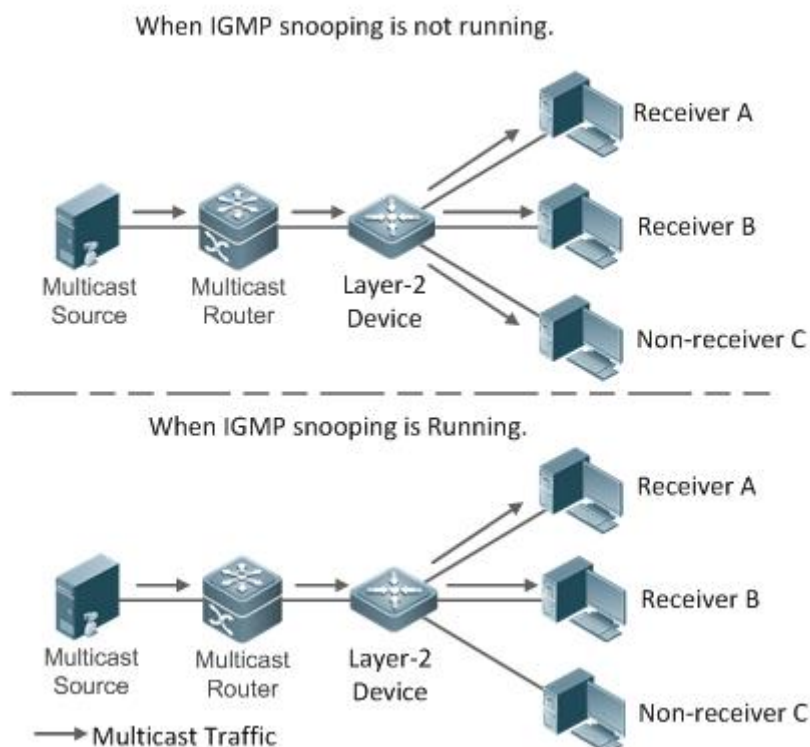 When IGMP snooping is not running.
Receiver A
Receiver B
Multicast
Source
Multicast
Router
Layer-2
Device
Non-receiver C
When IGMP snooping is Running.
Receiver A
Receiver B
Multicast
Source
Multicast
Router
Layer-2
Device
Non-receiver C
Multicast Traffic